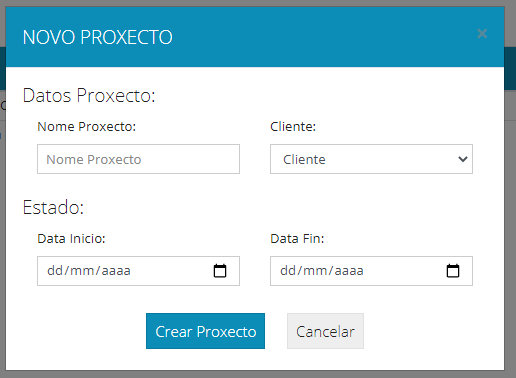 NOVO PROXECTO
×
Datos Proxecto:
Nome Proxecto:
Cliente:
Nome Proxecto
Cliente
Estado:
Data Inicio:
Data Fin:
dd/mm/aaaa
dd/mm/aaaa
Crear Proxecto
Cancelar